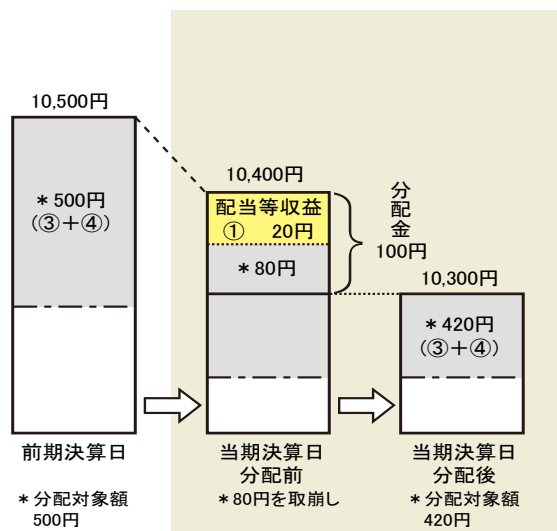 10,500円
＊500円
(③＋④)
前期決算日
＊分配対象額
500円
10,400円
配当等収益
① 20円
＊80円
分配金
100円
当期決算日
分配前
＊80円を取崩し
10,300円
＊420円
(③＋④)
当期決算日
分配後
＊分配対象額
420円